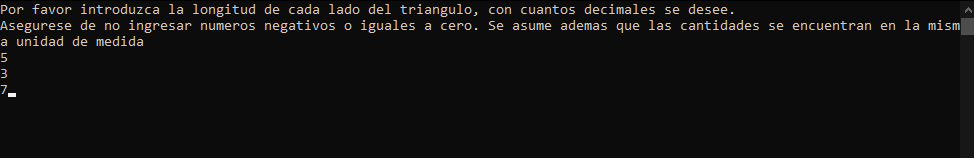 Por favor introduzca la longitud de cada lado del triangulo, con cuantos decimales se desee.
Asegurese de no ingresar numeros negativos o iguales a cero. Se asume ademas que las cantidades se encuentran en la mism
a unidad de medida
5
3
7